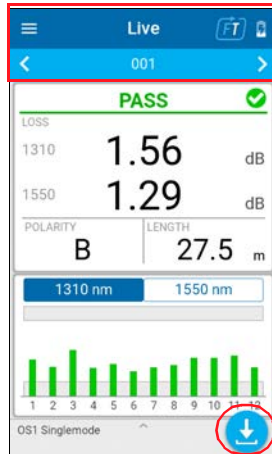 Live FT
001
PASS
LOSS
1310 1.56 dB
1550 1.29 dB
POLARITY LENGTH
B 27.5 m
1310 nm 1550 nm
1 2 3 4 5 6 7 8 9 10 11 12
OS1 Singlemode